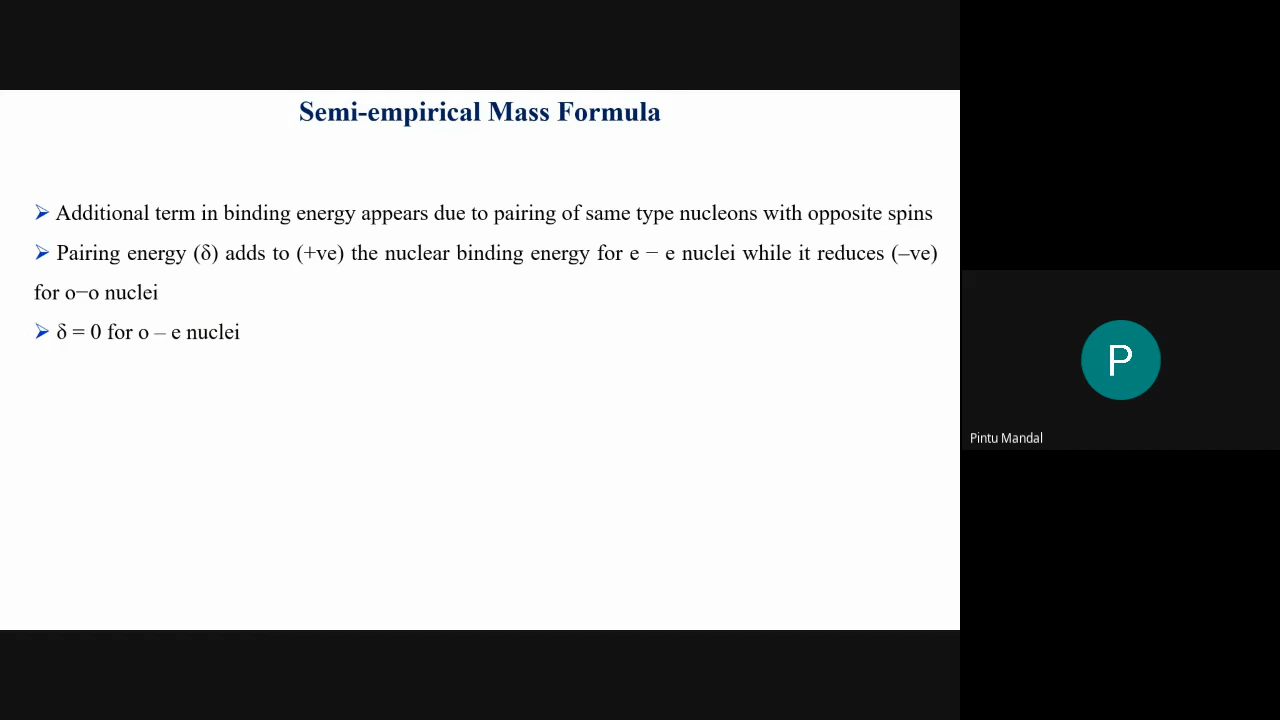 Semi-empirical Mass Formula
➢ Additional term in binding energy appears due to pairing of same type nucleons with opposite spins
➢ Pairing energy (δ) adds to (+ve) the nuclear binding energy for e − e nuclei while it reduces (–ve)
for o−o nuclei
➢ δ = 0 for o – e nuclei
P
Pintu Mandal